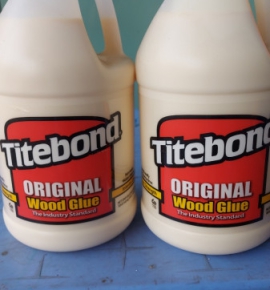 Titebond
ORIGINAL
Wood Glue
The Industry Standard
Titebond
ORIGINAL
Wood Glue
The Industry Standard